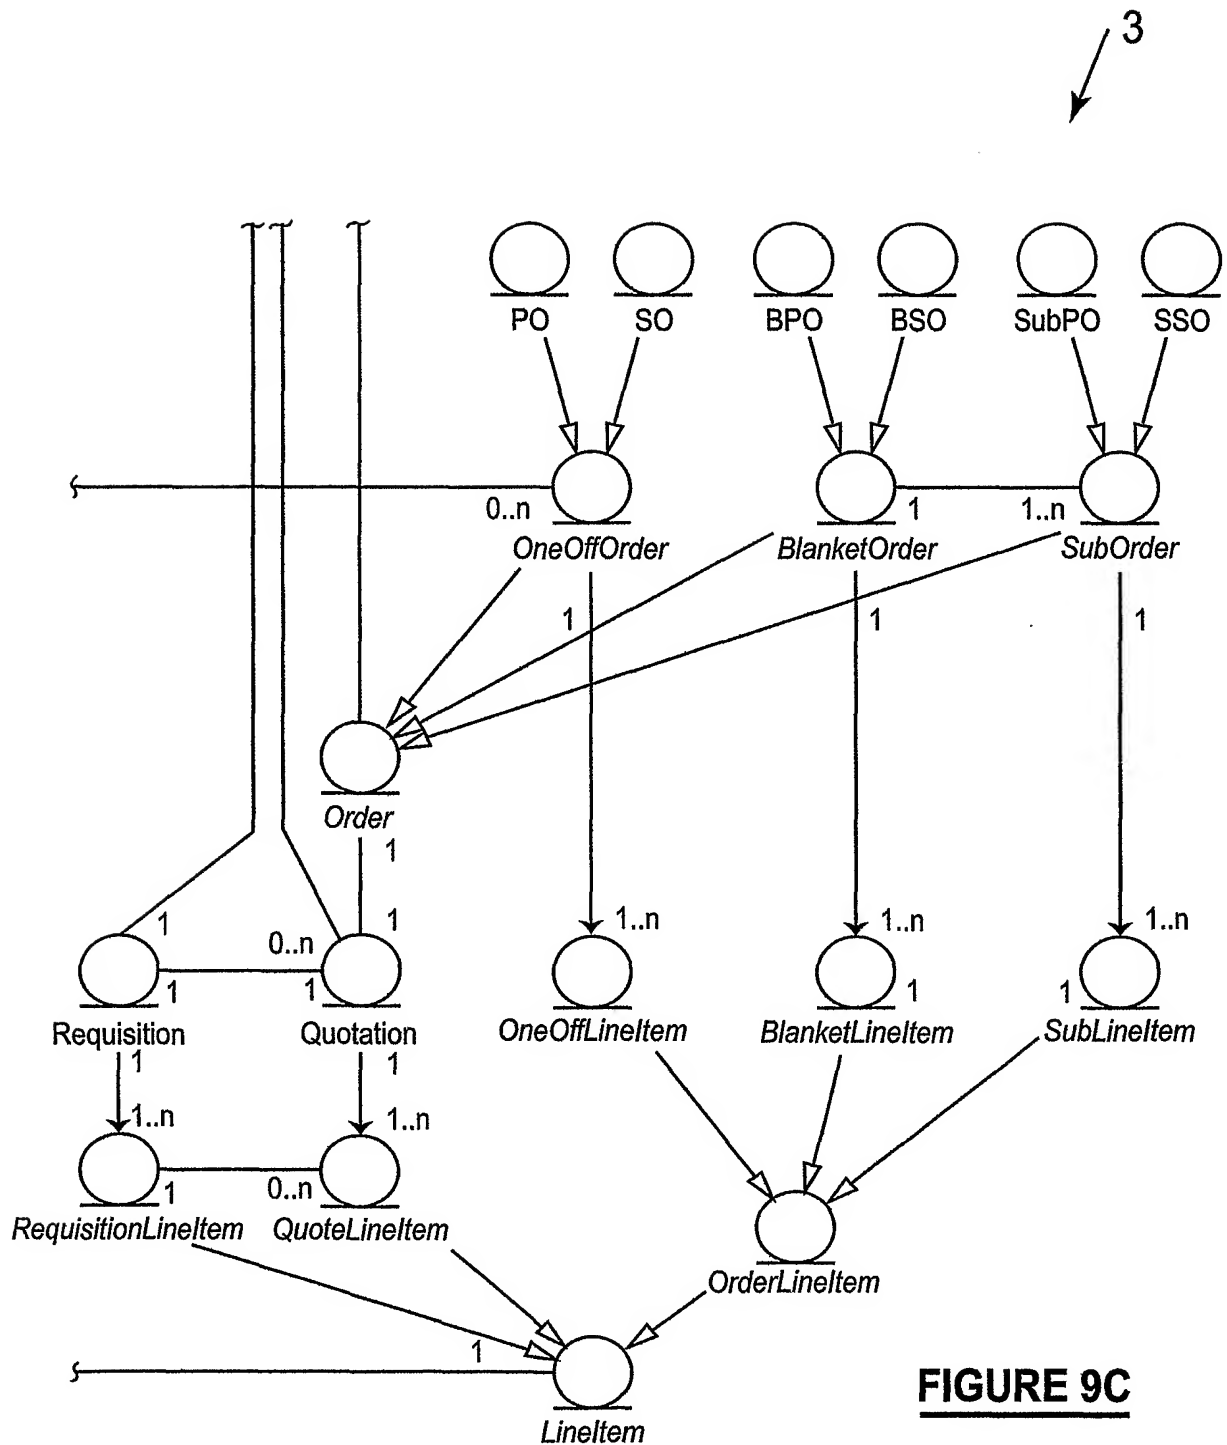 3
PO SO BPO BSO SubPO SSO
0..n 1 1..n
OneOffOrder BlanketOrder SubOrder
1 1 1
Order
1
1 1 1..n 1..n 1..n
0..n
1 1 1 1
Requisition Quotation OneOffLineItem BlanketLineItem SubLineItem
1 1
1..n 1..n
1 0..n
RequisitionLineItem QuoteLineItem
OrderLineItem
1
LineItem
FIGURE 9C